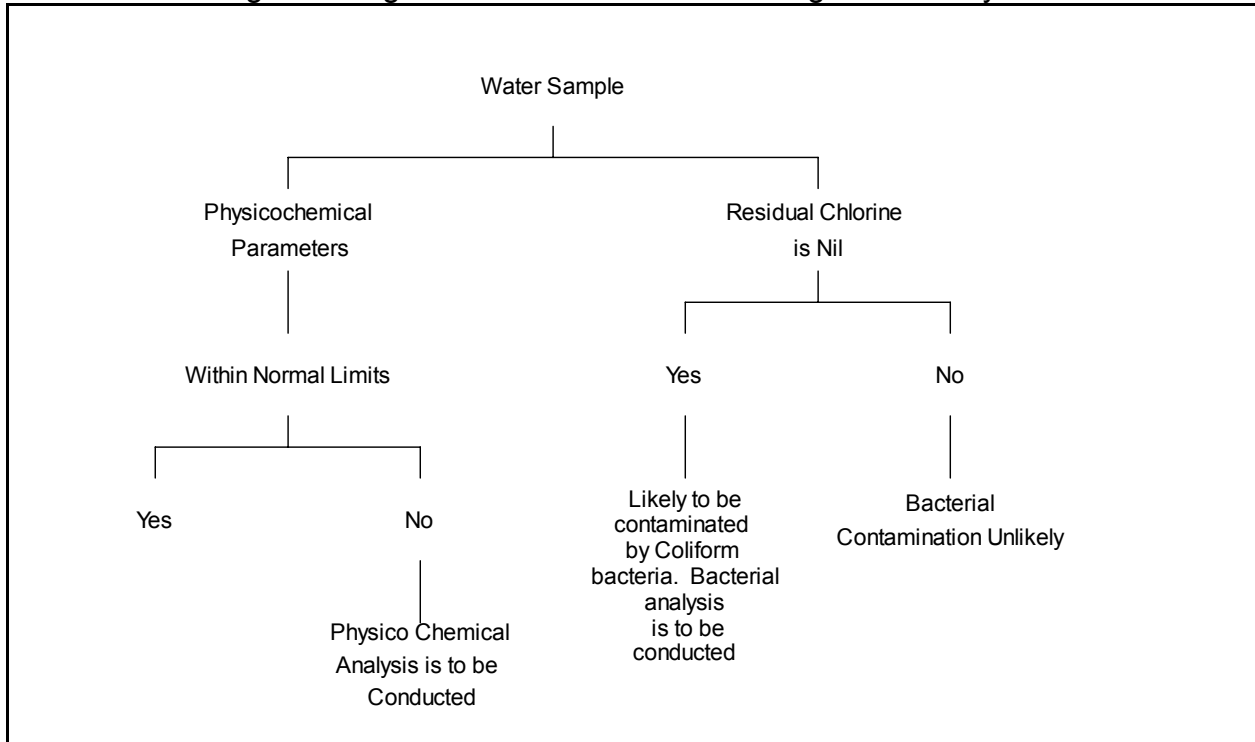 Water Sample
Physicochemical
Parameters
Residual Chlorine
is Nil
Within Normal Limits
Yes
No
Yes
No
Physico Chemical
Analysis is to be
Conducted
Likely to be
contaminated
by Coliform
bacteria.  Bacterial
analysis
is to be
conducted
Bacterial
Contamination Unlikely